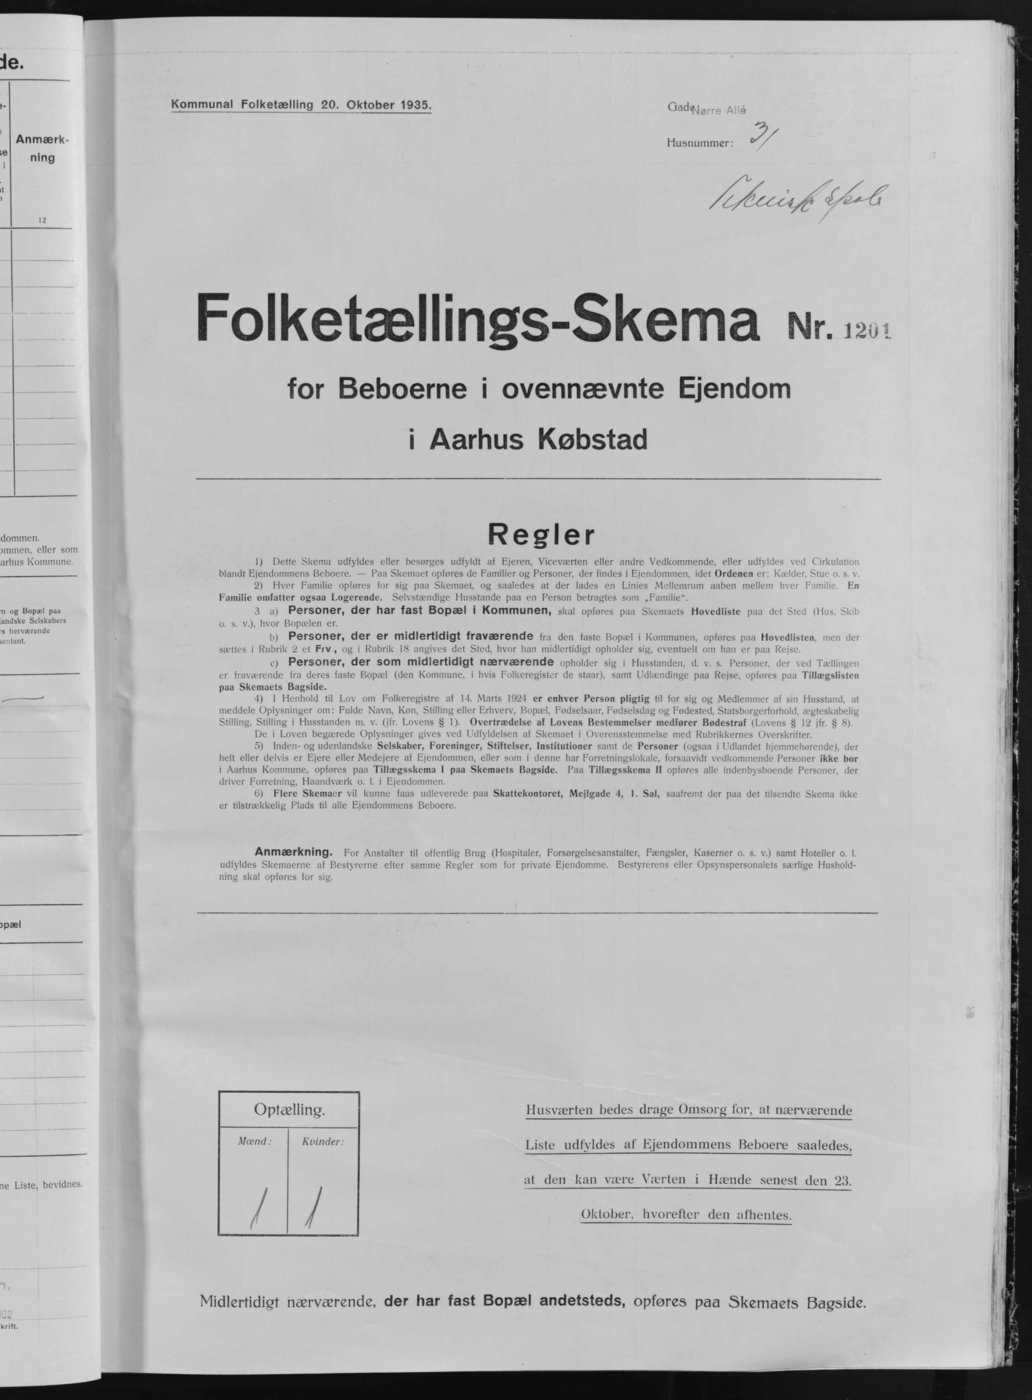 de.
Anmærk-
ning
12
dommen.
ommen, eller som
arhus Kommune.
n og Bopæl paa
landske Selskabers
rs herværende
sentant.
opæl
ne Liste, bevidnes.
krift.
Kommunal Folketælling 20. Oktober 1935.
Gade: Nørre Allé
Husnummer: 31
Teknisk Skole
Folketællings-Skema Nr. 1201
for Beboerne i ovennævnte Ejendom
i Aarhus Købstad
Regler
1) Dette Skema udfyldes eller besørges udfyldt af Ejeren, Viceværten eller andre Vedkommende, eller udfyldes ved Cirkulation
blandt Ejendommens Beboere. — Paa Skemaet opføres de Familier og Personer, der findes i Ejendommen, idet Ordenen er: Kælder, Stue o. s. v.
2) Hver Familie opføres for sig paa Skemaet, og saaledes at der lades en Linies Mellemrum aaben mellem hver Familie. En
Familie omfatter ogsaa Logerende. Selvstændige Husstande paa en Person betragtes som „Familie“.
3 a) Personer, der har fast Bopæl i Kommunen, skal opføres paa Skemaets Hovedliste paa det Sted (Hus, Skib
o. s. v.), hvor Bopælen er.
b) Personer, der er midlertidigt fraværende fra den faste Bopæl i Kommunen, opføres paa Hovedlisten, men der
sættes i Rubrik 2 et Frv, og i Rubrik 18 angives det Sted, hvor han midlertidigt opholder sig, eventuelt om han er paa Rejse.
c) Personer, der som midlertidigt nærværende opholder sig i Husstanden, d. v. s. Personer, der ved Tællingen
er fraværende fra deres faste Bopæl (den Kommune, i hvis Folkeregister de staar), samt Udlændinge paa Rejse, opføres paa Tillægslisten
paa Skemaets Bagside.
4) I Henhold til Lov om Folkeregistre af 14. Marts 1924 er enhver Person pligtig til for sig og Medlemmer af sin Husstand, at
meddele Oplysninger om: Fulde Navn, Køn, Stilling eller Erhverv, Bopæl, Fødselsaar, Fødselsdag og Fødested, Statsborgerforhold, ægteskabelig
Stilling, Stilling i Husstanden m. v. (jfr. Lovens § 1). Overtrædelse af Lovens Bestemmelser medfører Bødestraf (Lovens § 12 jfr. § 8).
De i Loven begærede Oplysninger gives ved Udfyldelsen af Skemaet i Overensstemmelse med Rubrikkernes Overskrifter.
5) Inden- og udenlandske Selskaber, Foreninger, Stiftelser, Institutioner samt de Personer (ogsaa i Udlandet hjemmehørende), der
helt eller delvis er Ejere eller Medejere af Ejendommen, eller som i denne har Forretningslokale, forsaavidt vedkommende Personer ikke bor
i Aarhus Kommune, opføres paa Tillægsskema I paa Skemaets Bagside. Paa Tillægsskema II opføres alle indenbysboende Personer, der
driver Forretning, Haandværk o. l. i Ejendommen.
6) Flere Skemaer vil kunne faas udleverede paa Skattekontoret, Mejlgade 4, 1. Sal, saafremt der paa det tilsendte Skema ikke
er tilstrækkelig Plads til alle Ejendommens Beboere.
Anmærkning. For Anstalter til offentlig Brug (Hospitaler, Forsørgelsesanstalter, Fængsler, Kaserner o. s. v.) samt Hoteller o. l.
udfyldes Skemaerne af Bestyrerne efter samme Regler som for private Ejendomme. Bestyrerens eller Opsynspersonalets særlige Hushold-
ning skal opføres for sig.
Optælling.
Mænd: Kvinder:
1 1
Husværten bedes drage Omsorg for, at nærværende
Liste udfyldes af Ejendommens Beboere saaledes,
at den kan være Værten i Hænde senest den 23.
Oktober, hvorefter den afhentes.
Midlertidigt nærværende, der har fast Bopæl andetsteds, opføres paa Skemaets Bagside.